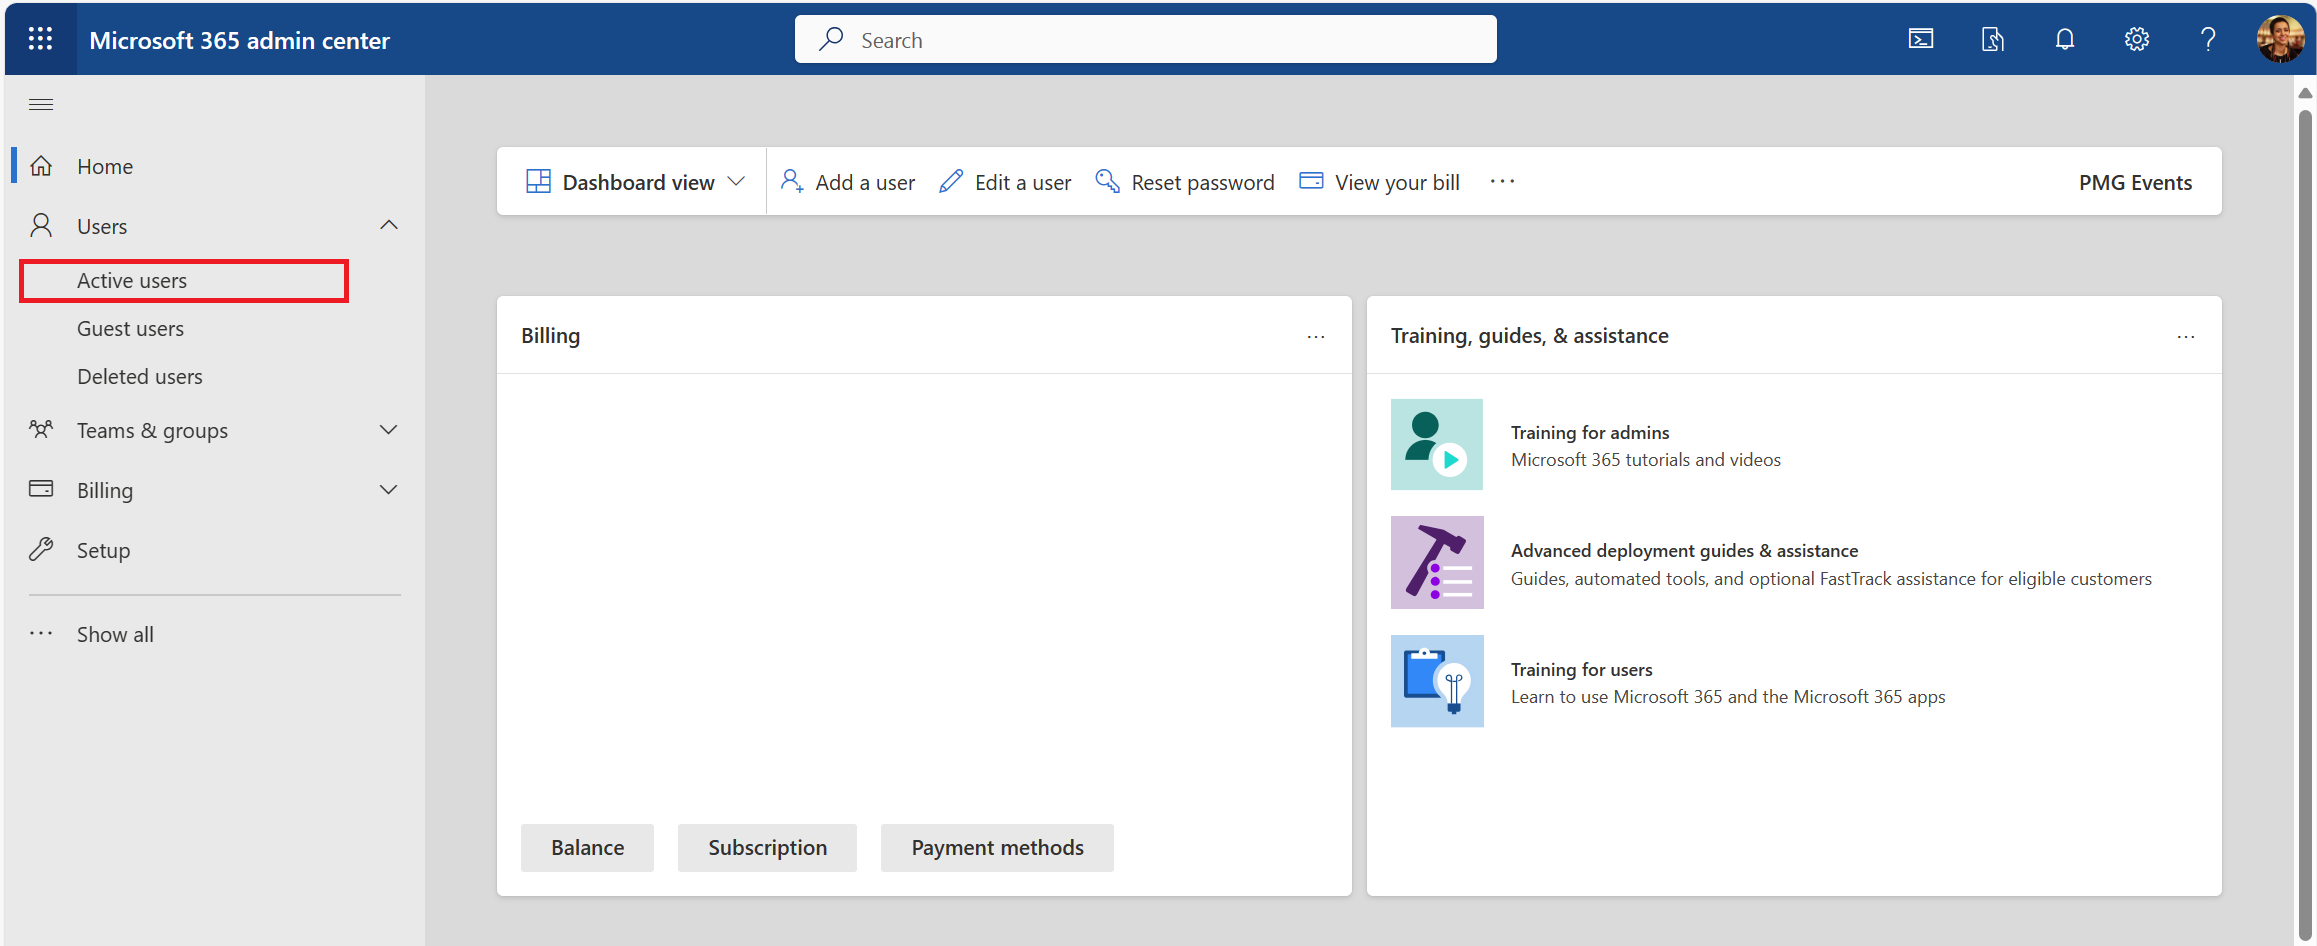 Microsoft 365 admin center
Search
Home
Users
Active users
Guest users
Deleted users
Teams & groups
Billing
Setup
Show all
Dashboard view
Add a user
Edit a user
Reset password
View your bill
PMG Events
Billing
Balance
Subscription
Payment methods
Training, guides, & assistance
Training for admins
Microsoft 365 tutorials and videos
Advanced deployment guides & assistance
Guides, automated tools, and optional FastTrack assistance for eligible customers
Training for users
Learn to use Microsoft 365 and the Microsoft 365 apps